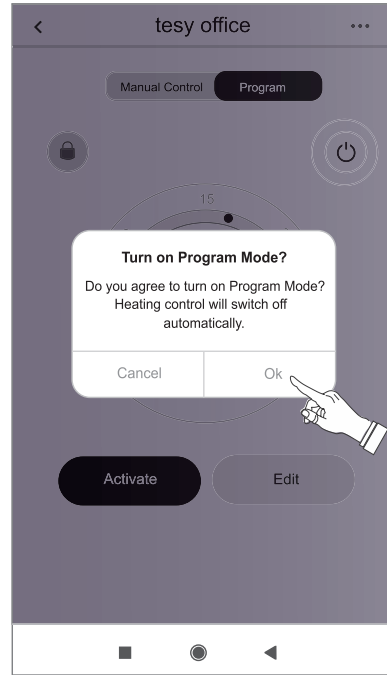 tesy office
Manual Control Program
15
Turn on Program Mode?
Do you agree to turn on Program Mode?
Heating control will switch off
automatically.
Cancel Ok
Activate Edit